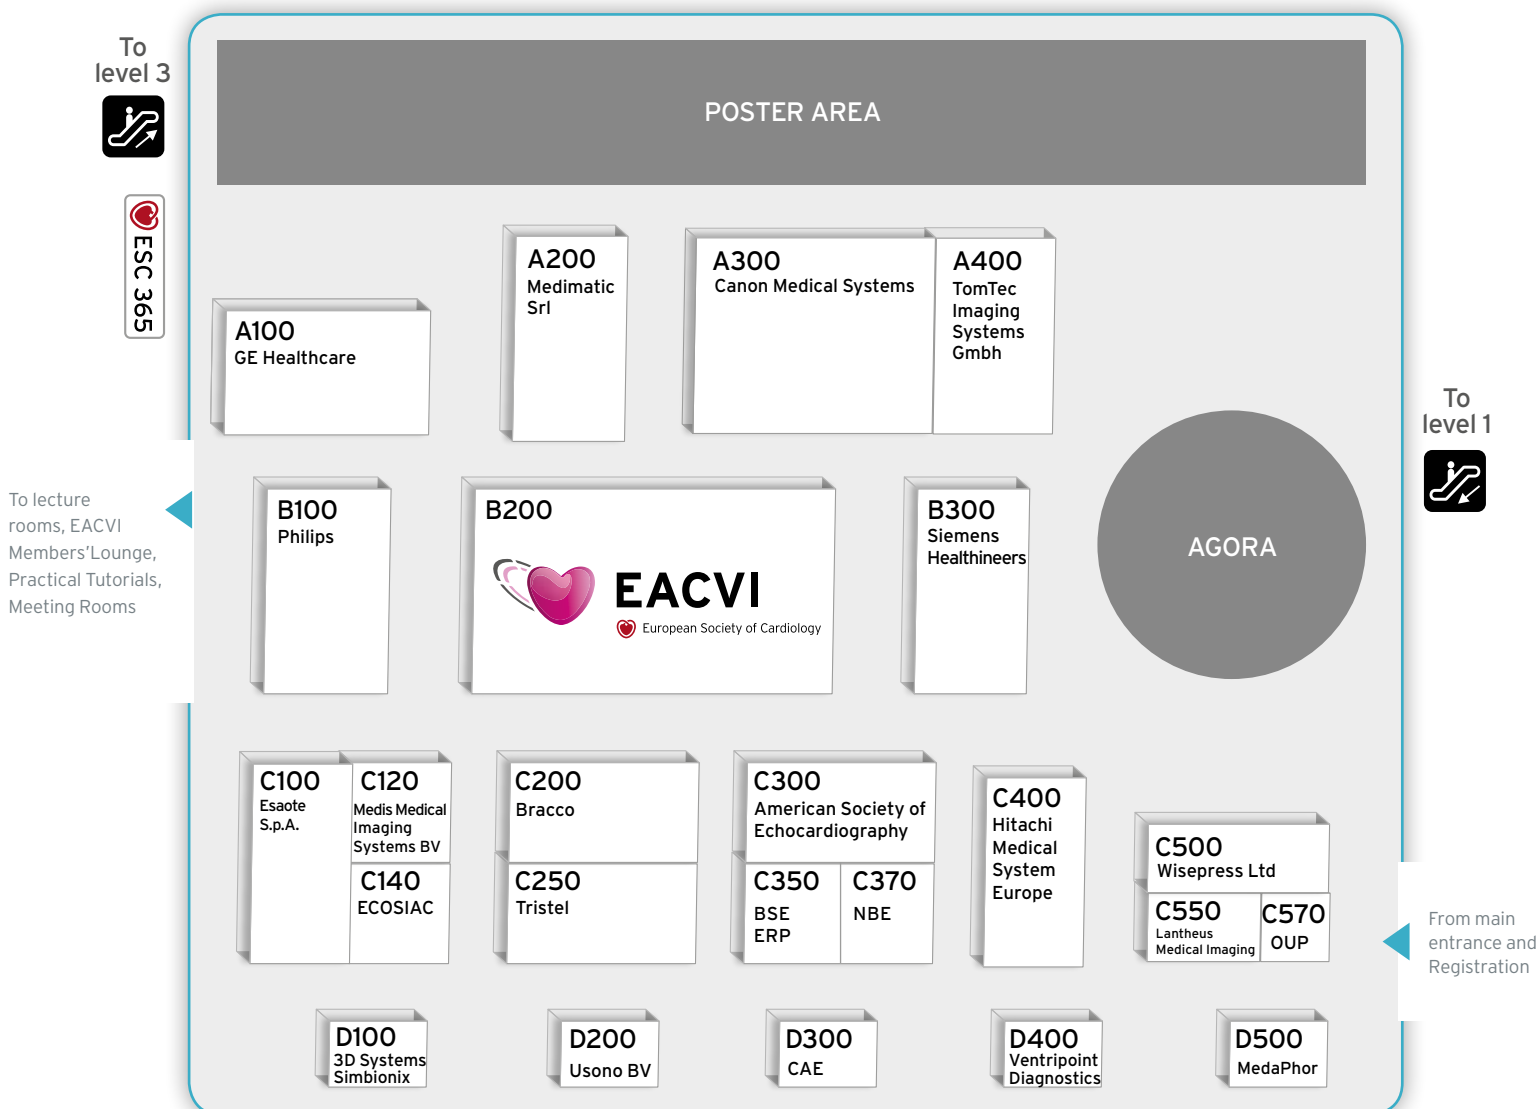 To
level 3
POSTER AREA
ESC 365
A100
GE Healthcare
A200
Medimatic
Srl
A300
Canon Medical Systems
A400
TomTec
Imaging
Systems
Gmbh
To
level 1
To lecture
rooms, EACVI
Members'Lounge,
Practical Tutorials,
Meeting Rooms
B100
Philips
B200
EACVI
European Society of Cardiology
B300
Siemens
Healthineers
AGORA
C100
Esaote
S.p.A.
C120
Medis Medical
Imaging
Systems BV
C140
ECOSIAC
C200
Bracco
C250
Tristel
C300
American Society of
Echocardiography
C350
BSE
ERP
C370
NBE
C400
Hitachi
Medical
System
Europe
C500
Wisepress Ltd
C550
Lantheus
Medical Imaging
C570
OUP
From main
entrance and
Registration
D100
3D Systems
Simbionix
D200
Usono BV
D300
CAE
D400
Ventripoint
Diagnostics
D500
MedaPhor